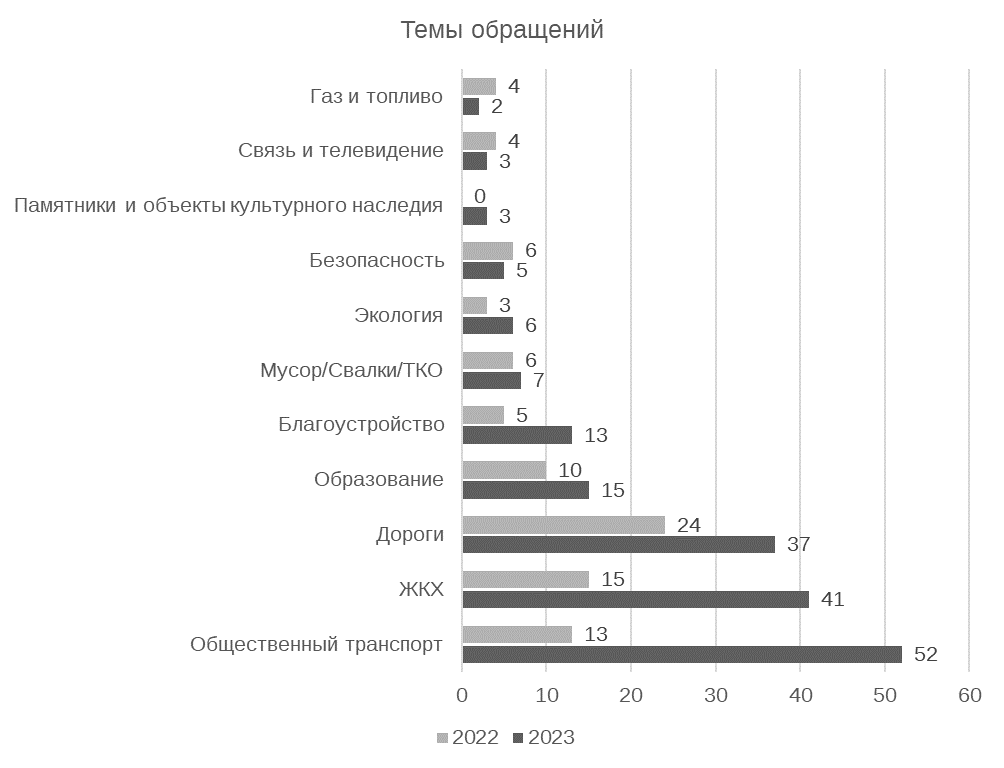 Темы обращений
Газ и топливо 4
2
Связь и телевидение 4
3
Памятники и объекты культурного наследия 0
3
Безопасность 6
5
Экология 3
6
Мусор/Свалки/ТКО 6
7
Благоустройство 5
13
Образование 10
15
Дороги 24
37
ЖКХ 15
41
Общественный транспорт 13
52
0 10 20 30 40 50 60
2022 2023